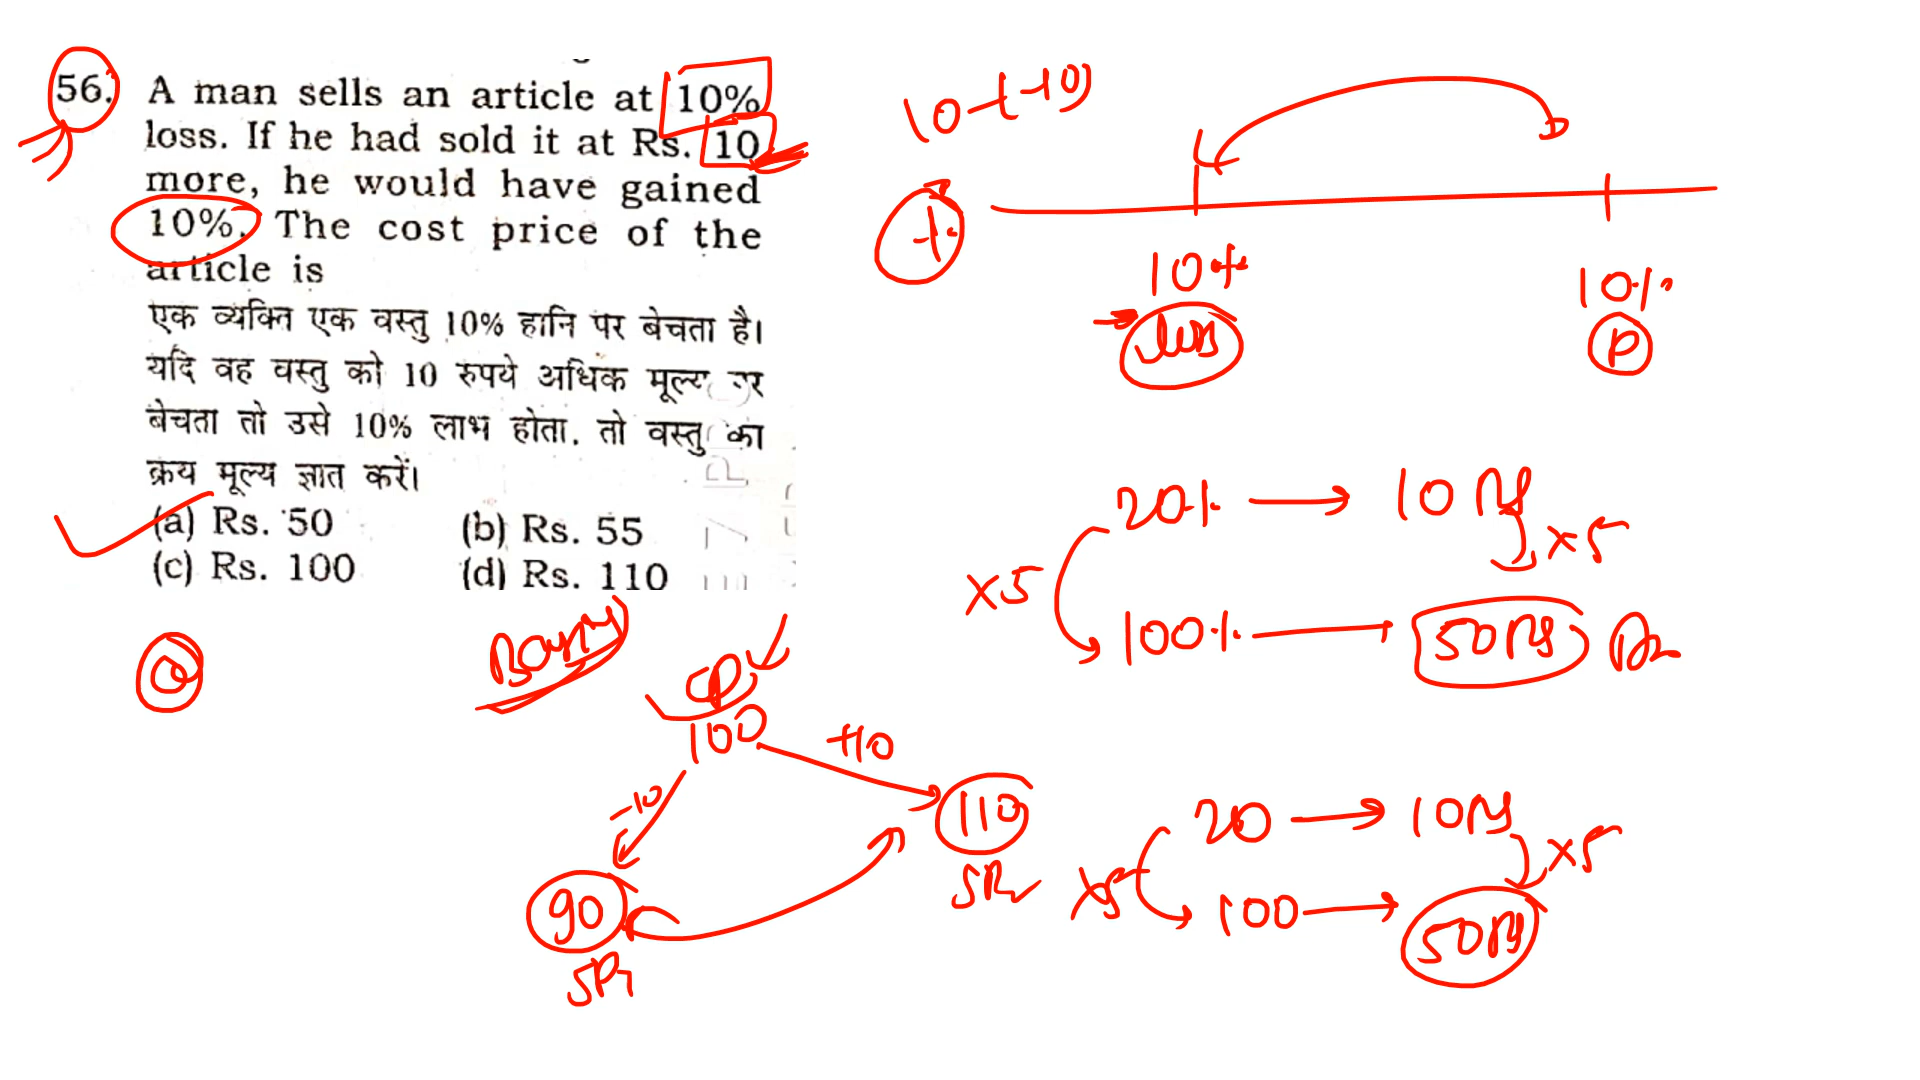 56. A man sells an article at 10%
loss. If he had sold it at Rs. 10
more, he would have gained
10%. The cost price of the
article is
एक व्यक्ति एक वस्तु 10% हानि पर बेचता है।
यदि वह वस्तु को 10 रुपये अधिक मूल्य पर
बेचता तो उसे 10% लाभ होता. तो वस्तु का
क्रय मूल्य ज्ञात करें।
(a) Rs. 50 (b) Rs. 55
(c) Rs. 100 (d) Rs. 110
10-(-10)
%
10% 10%
loss P
20% → 10 Rs
×5 ×5
100% → 50 Rs
CP
100
-10 +10
90 110
SP
20 → 10 Rs
×5 ×5
100 → 50 Rs